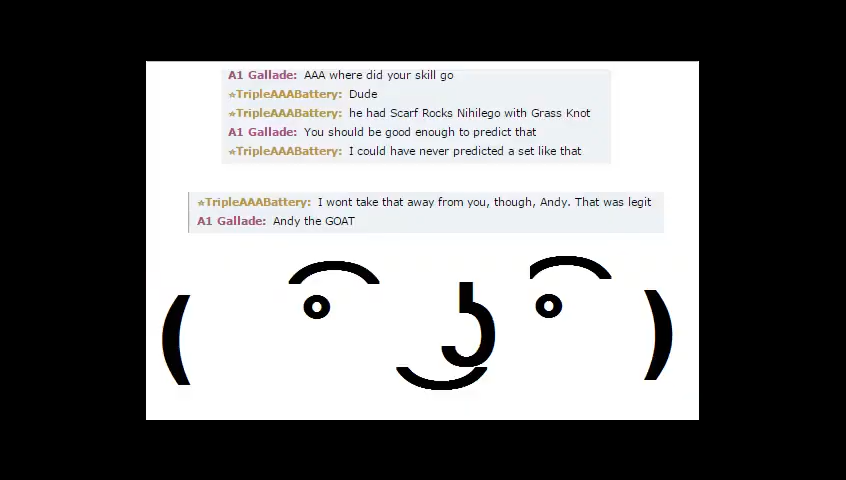 A1 Gallade: AAA where did your skill go
☆TripleAAABattery: Dude
☆TripleAAABattery: he had Scarf Rocks Nihilego with Grass Knot
A1 Gallade: You should be good enough to predict that
☆TripleAAABattery: I could have never predicted a set like that
☆TripleAAABattery: I wont take that away from you, though, Andy. That was legit
A1 Gallade: Andy the GOAT
( ͡° ͜ʖ ͡°)